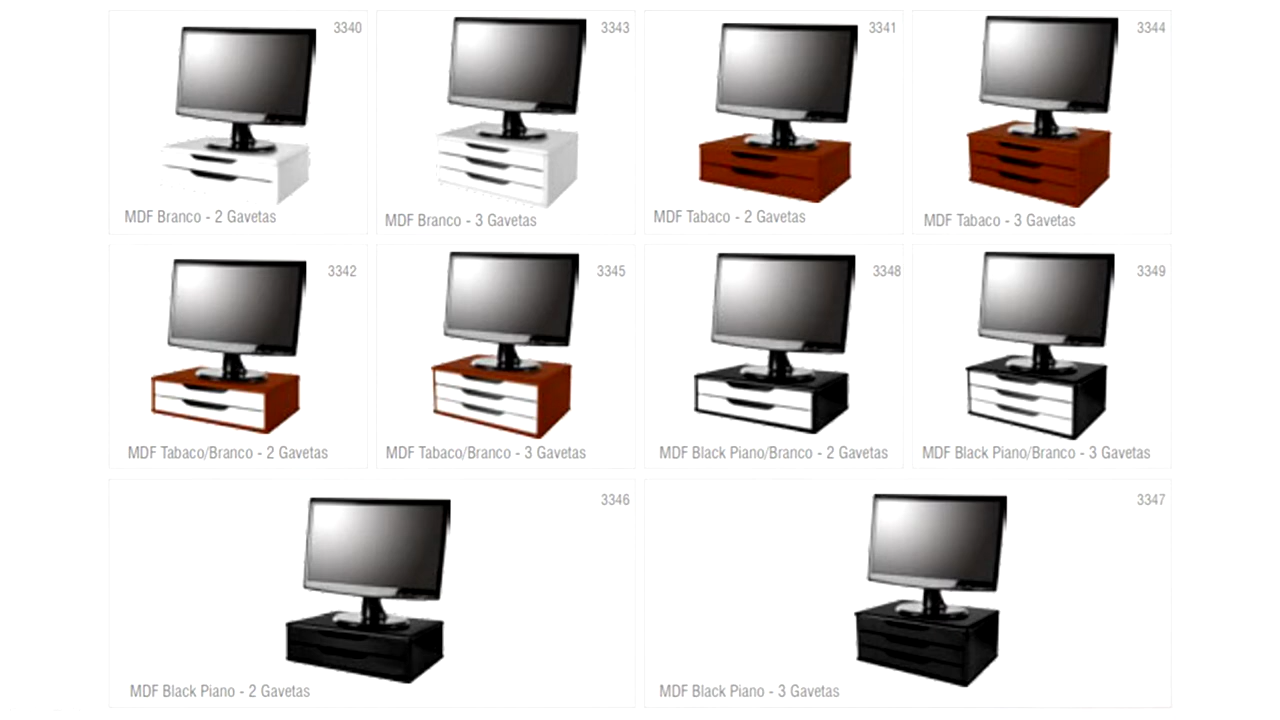 3340
MDF Branco - 2 Gavetas
3343
MDF Branco - 3 Gavetas
3341
MDF Tabaco - 2 Gavetas
3344
MDF Tabaco - 3 Gavetas
3342
MDF Tabaco/Branco - 2 Gavetas
3345
MDF Tabaco/Branco - 3 Gavetas
3348
MDF Black Piano/Branco - 2 Gavetas
3349
MDF Black Piano/Branco - 3 Gavetas
3346
MDF Black Piano - 2 Gavetas
3347
MDF Black Piano - 3 Gavetas